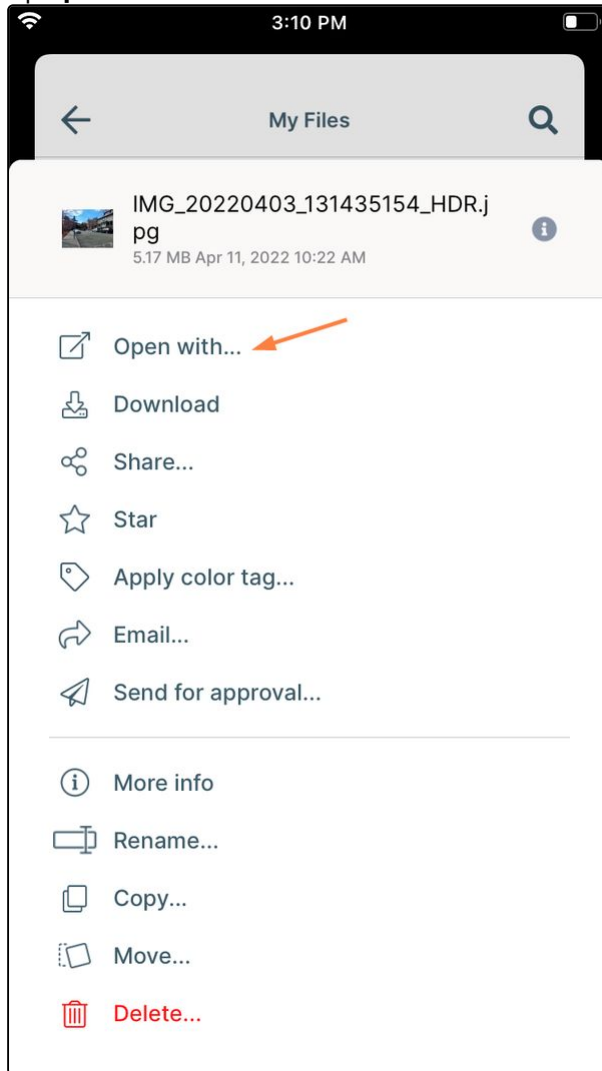 3:10 PM
My Files
IMG_20220403_131435154_HDR.j
pg
5.17 MB Apr 11, 2022 10:22 AM
Open with...
Download
Share...
Star
Apply color tag...
Email...
Send for approval...
More info
Rename...
Copy...
Move...
Delete...